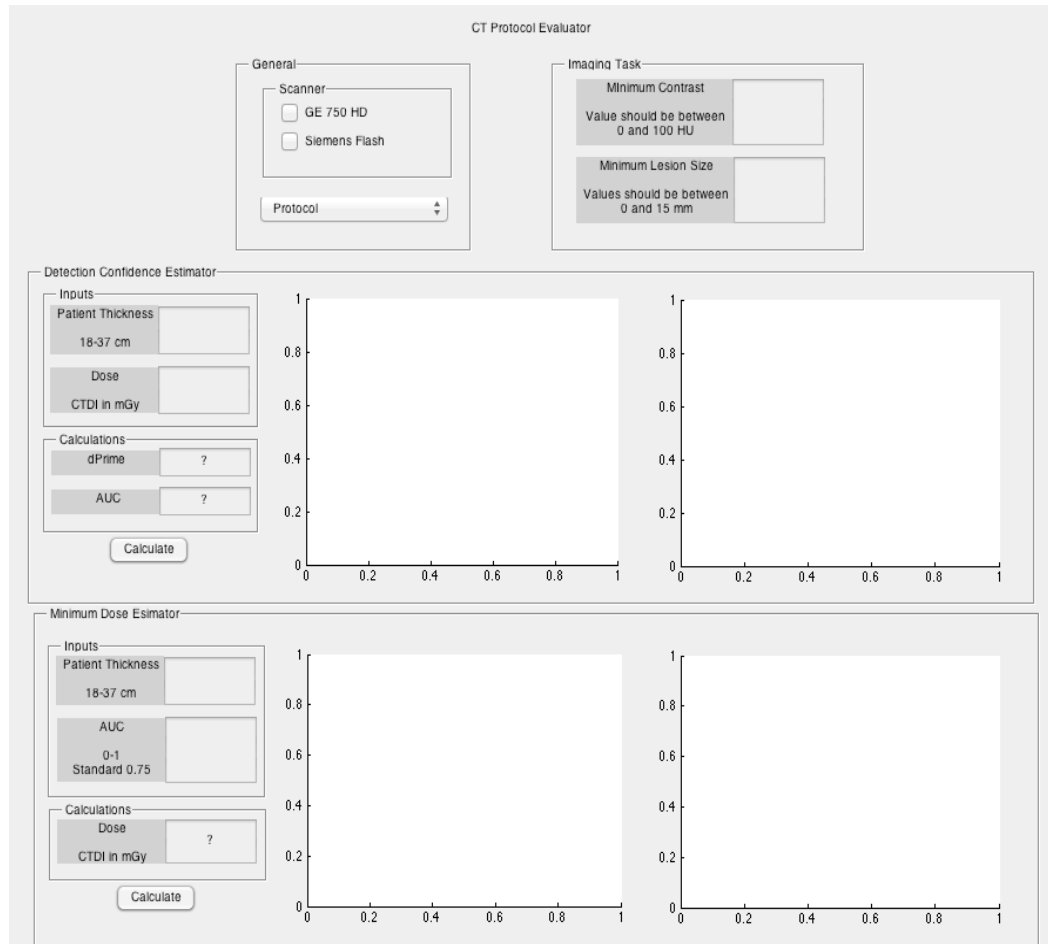 CT Protocol Evaluator
General
Scanner
GE 750 HD
Siemens Flash
Protocol
Imaging Task
MInimum Contrast
Value should be between
0 and 100 HU
Minimum Lesion Size
Values should be between
0 and 15 mm
Detection Confidence Estimator
Inputs
Patient Thickness
18-37 cm
Dose
CTDI in mGy
Calculations
dPrime
?
AUC
?
Calculate
1
0.8
0.6
0.4
0.2
0
0 0.2 0.4 0.6 0.8 1
1
0.8
0.6
0.4
0.2
0
0 0.2 0.4 0.6 0.8 1
Minimum Dose Esimator
Inputs
Patient Thickness
18-37 cm
AUC
0-1
Standard 0.75
Calculations
Dose
CTDI in mGy
?
Calculate
1
0.8
0.6
0.4
0.2
0
0 0.2 0.4 0.6 0.8 1
1
0.8
0.6
0.4
0.2
0
0 0.2 0.4 0.6 0.8 1